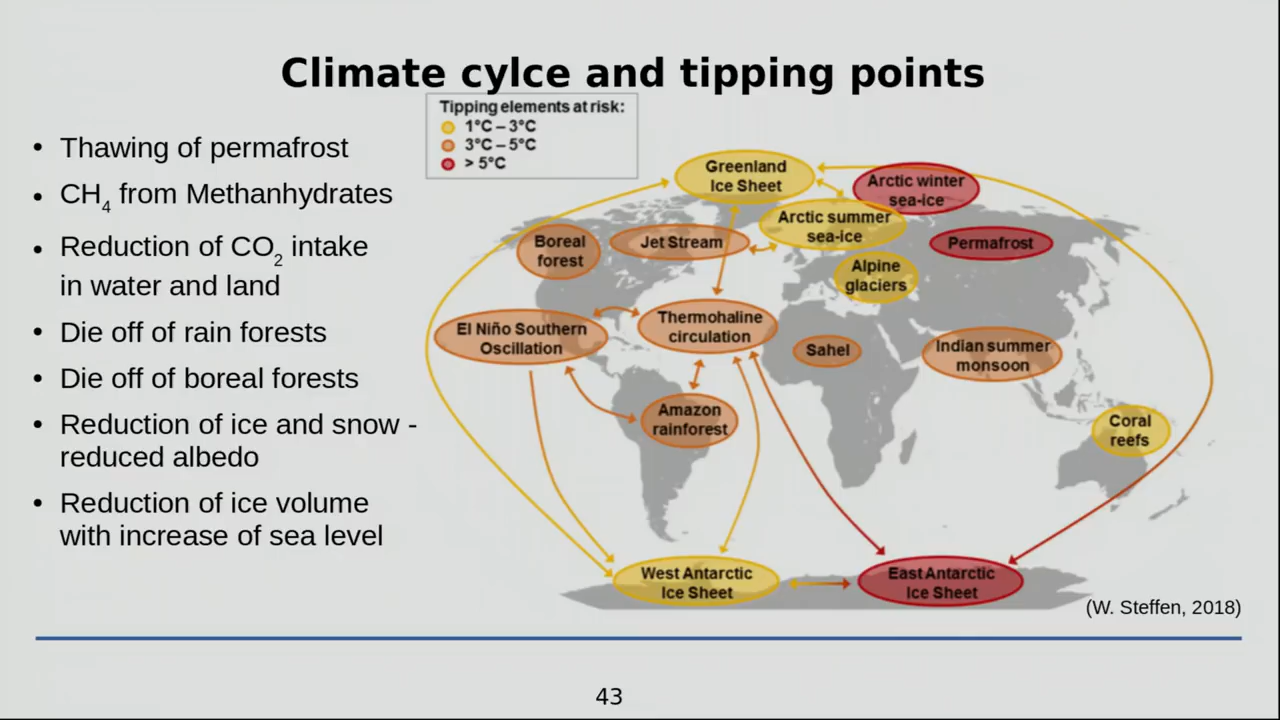 Climate cylce and tipping points
• Thawing of permafrost
• CH4 from Methanhydrates
• Reduction of CO2 intake
in water and land
• Die off of rain forests
• Die off of boreal forests
• Reduction of ice and snow -
reduced albedo
• Reduction of ice volume
with increase of sea level
Tipping elements at risk:
1°C – 3°C
3°C – 5°C
> 5°C
Greenland
Ice Sheet
Arctic winter
sea-ice
Arctic summer
sea-ice
Boreal
forest
Jet Stream
Permafrost
Alpine
glaciers
El Niño Southern
Oscillation
Thermohaline
circulation
Sahel
Indian summer
monsoon
Amazon
rainforest
Coral
reefs
West Antarctic
Ice Sheet
East Antarctic
Ice Sheet
(W. Steffen, 2018)
43